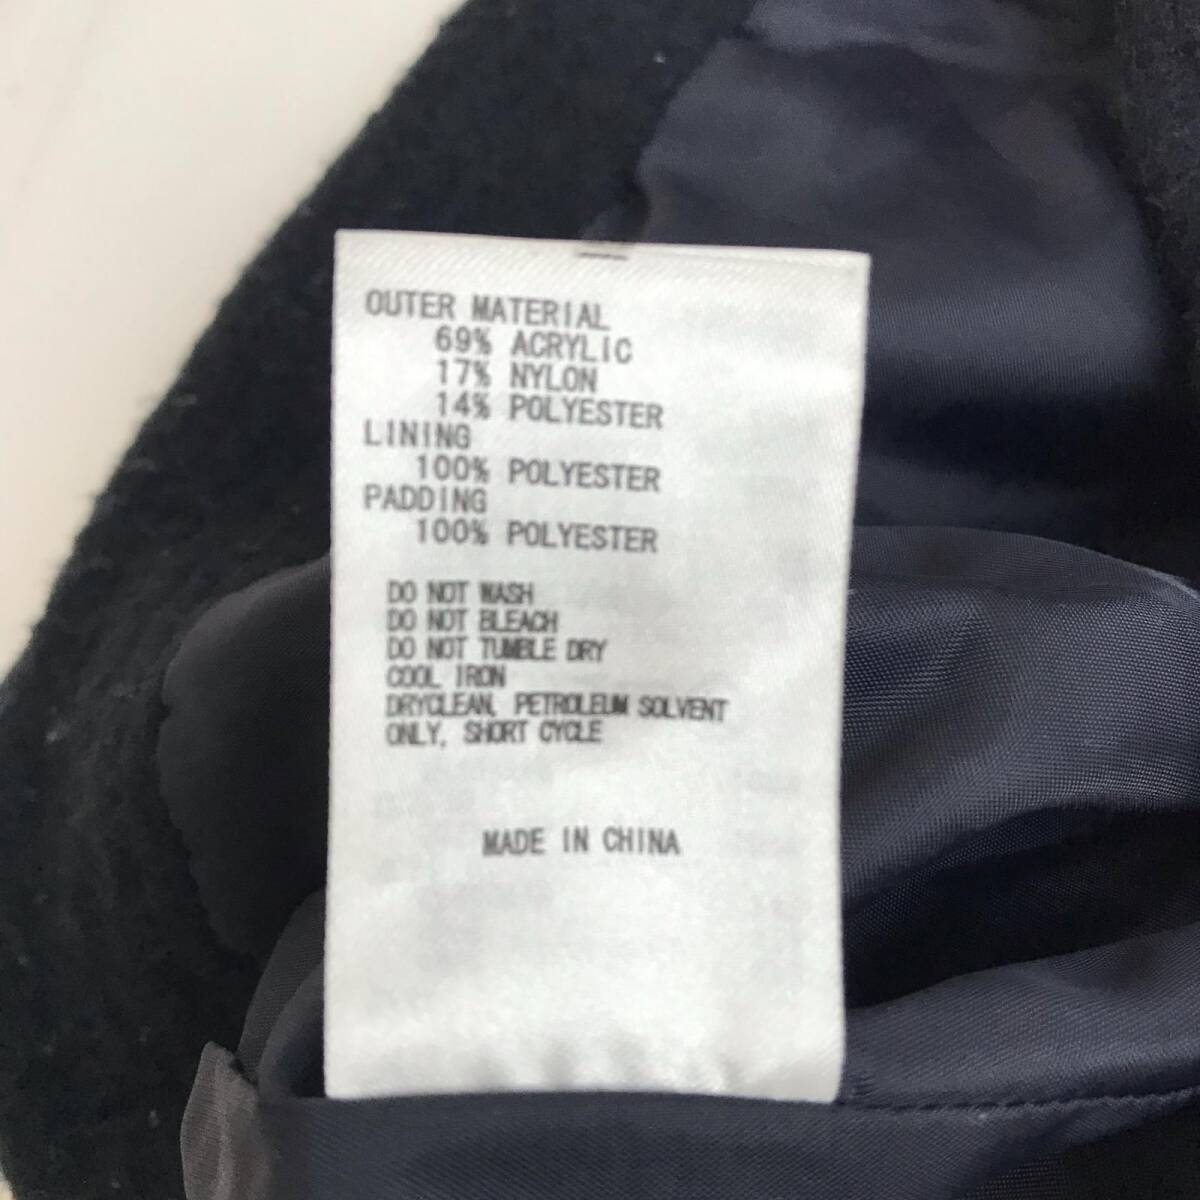 OUTER MATERIAL
69% ACRYLIC
17% NYLON
14% POLYESTER
LINING
100% POLYESTER
PADDING
100% POLYESTER
DO NOT WASH
DO NOT BLEACH
DO NOT TUMBLE DRY
COOL IRON
DRYCLEAN, PETROLEUM SOLVENT
ONLY, SHORT CYCLE
MADE IN CHINA